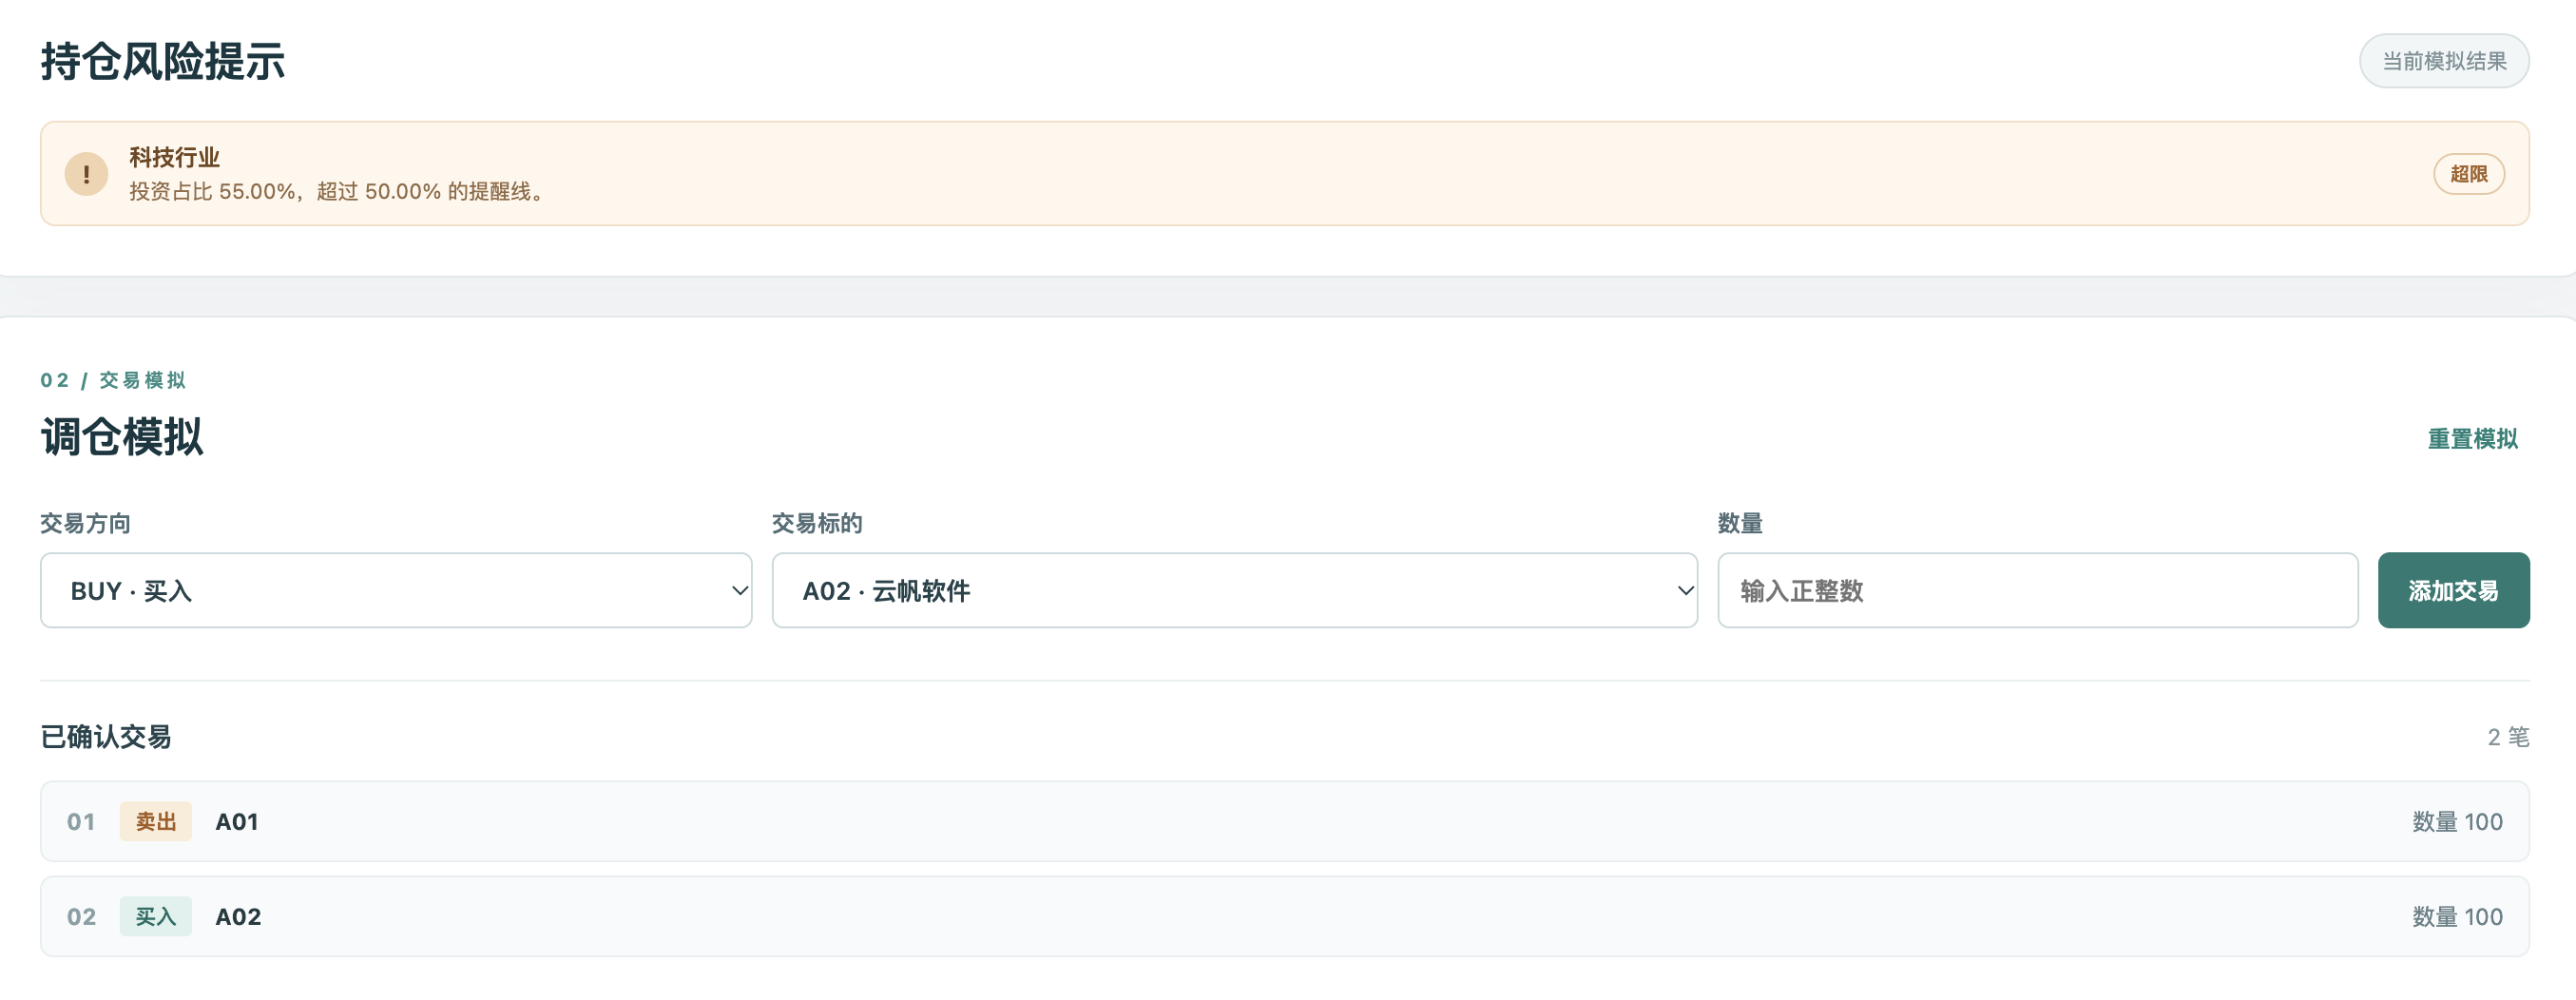 持仓风险提示
当前模拟结果
!
科技行业
投资占比 55.00%，超过 50.00% 的提醒线。
超限
02 / 交易模拟
调仓模拟
重置模拟
交易方向
交易标的
数量
BUY · 买入
A02 · 云帆软件
输入正整数
添加交易
已确认交易
2 笔
01 卖出 A01 数量 100
02 买入 A02 数量 100